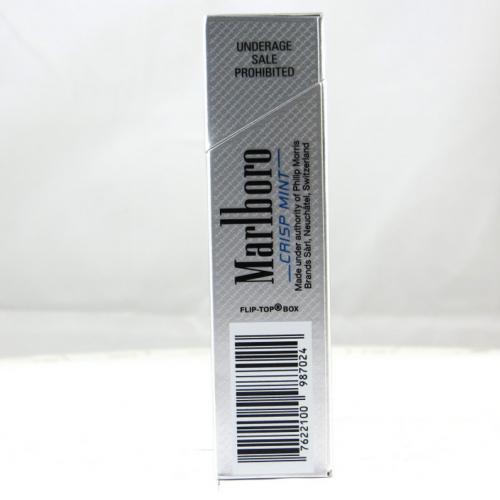 UNDERAGE
SALE
PROHIBITED
Marlboro
CRISP MINT
Made under authority of Philip Morris
Brands Sàrl, Neuchâtel, Switzerland
FLIP-TOP® BOX
7622100 987024